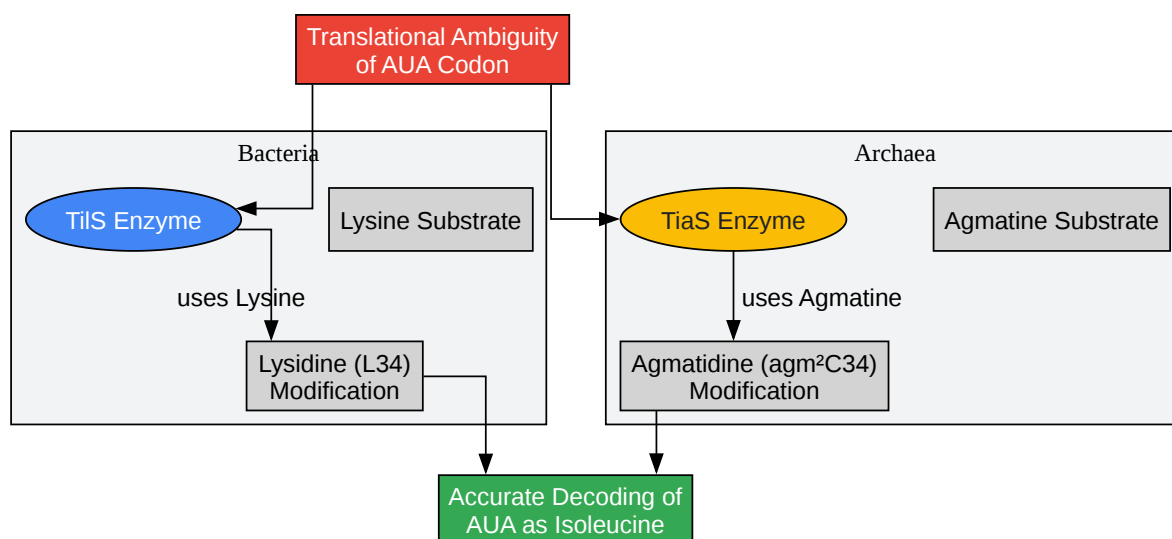 Translational Ambiguity
of AUA Codon
Bacteria
Archaea
TilS Enzyme
Lysine Substrate
TiaS Enzyme
Agmatine Substrate
uses Lysine
uses Agmatine
Lysidine (L34)
Modification
Agmatidine (agm²C34)
Modification
Accurate Decoding of
AUA as Isoleucine